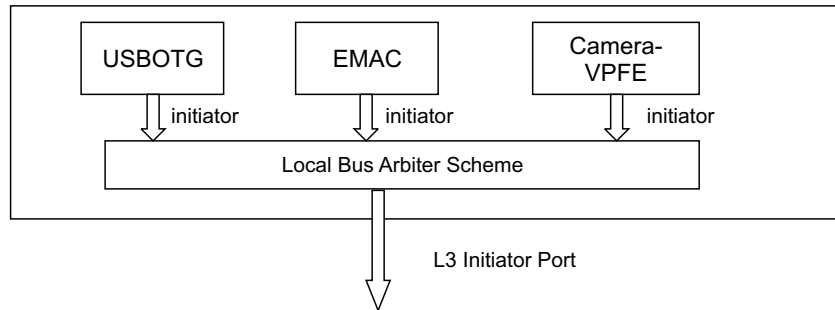 USBOTG
EMAC
Camera-
VPFE
initiator
initiator
initiator
Local Bus Arbiter Scheme
L3 Initiator Port